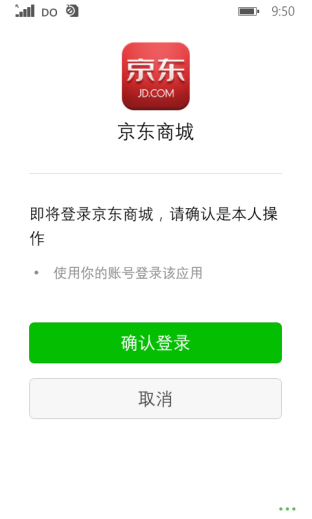 DO 9:50
京东
JD.COM
京东商城
即将登录京东商城，请确认是本人操
作
• 使用你的账号登录该应用
确认登录
取消